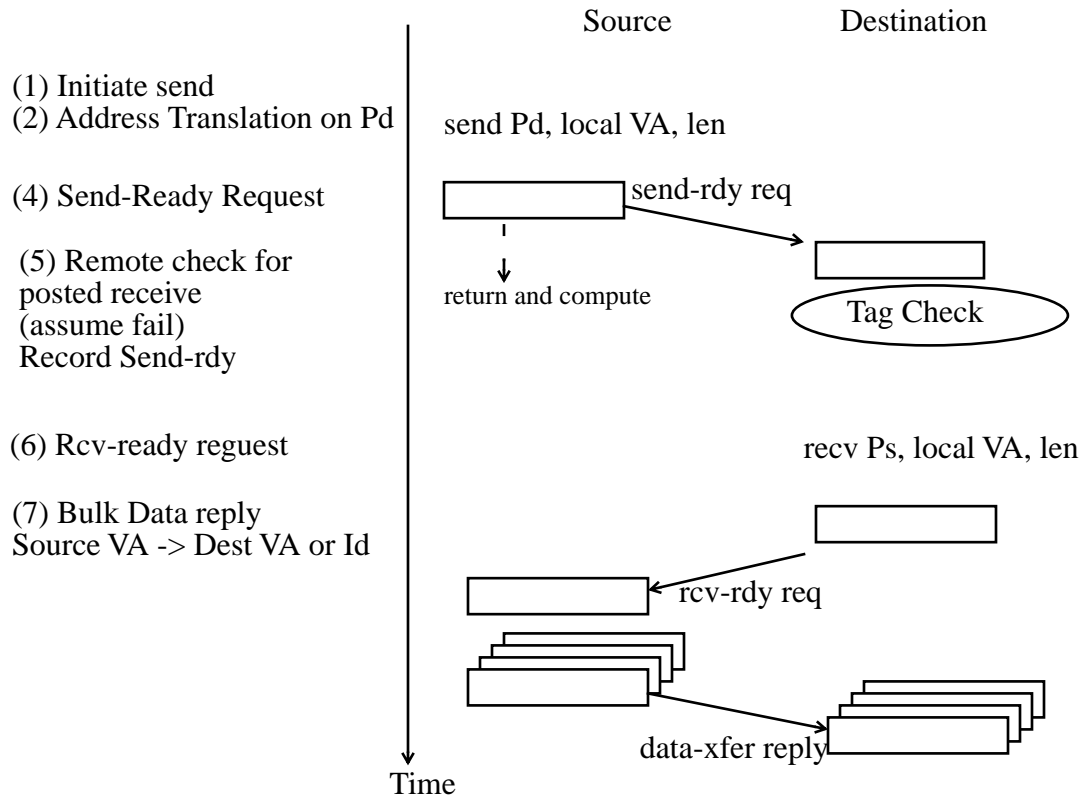 Source Destination
(1) Initiate send
(2) Address Translation on Pd
send Pd, local VA, len
(4) Send-Ready Request
send-rdy req
(5) Remote check for
posted receive
(assume fail)
Record Send-rdy
return and compute
Tag Check
(6) Rcv-ready reguest
recv Ps, local VA, len
(7) Bulk Data reply
Source VA -> Dest VA or Id
rcv-rdy req
data-xfer reply
Time